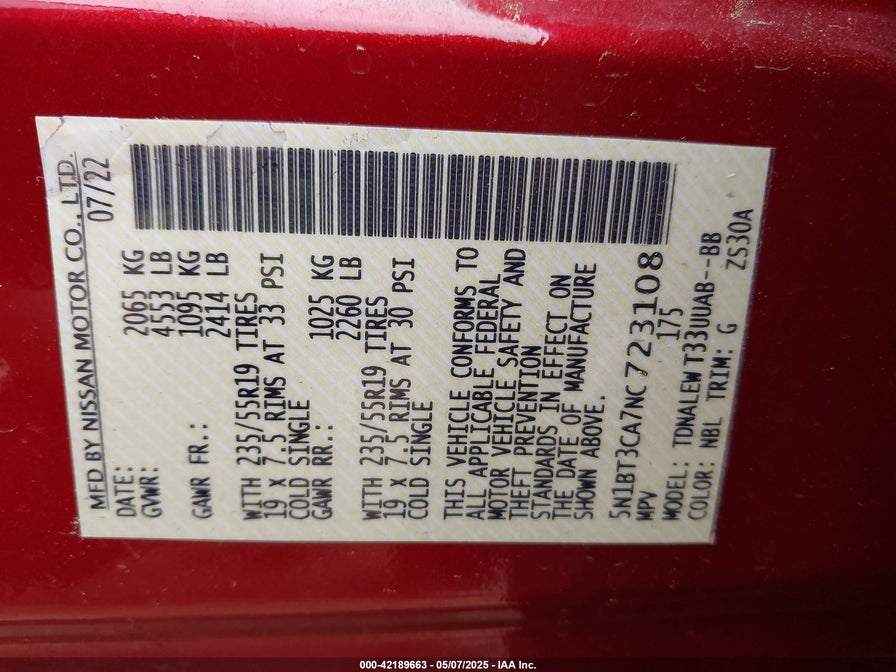 MFD BY NISSAN MOTOR CO., LTD.
DATE: 07/22
GVWR: 2065 KG
4553 LB
GAWR FR.: 1095 KG
2414 LB
WITH 235/55R19 TIRES
19 X 7.5 RIMS AT 33 PSI
COLD SINGLE
GAWR RR.: 1025 KG
2260 LB
WITH 235/55R19 TIRES
19 X 7.5 RIMS AT 30 PSI
COLD SINGLE
THIS VEHICLE CONFORMS TO
ALL APPLICABLE FEDERAL
MOTOR VEHICLE SAFETY AND
THEFT PREVENTION
STANDARDS IN EFFECT ON
THE DATE OF MANUFACTURE
SHOWN ABOVE.
5N1BT3CA7NC723108
MPV 175
MODEL: TDNALEWT33UUAB--BB
COLOR: NBL TRIM: G ZS30A
000-42189663 - 05/07/2025 - IAA Inc.